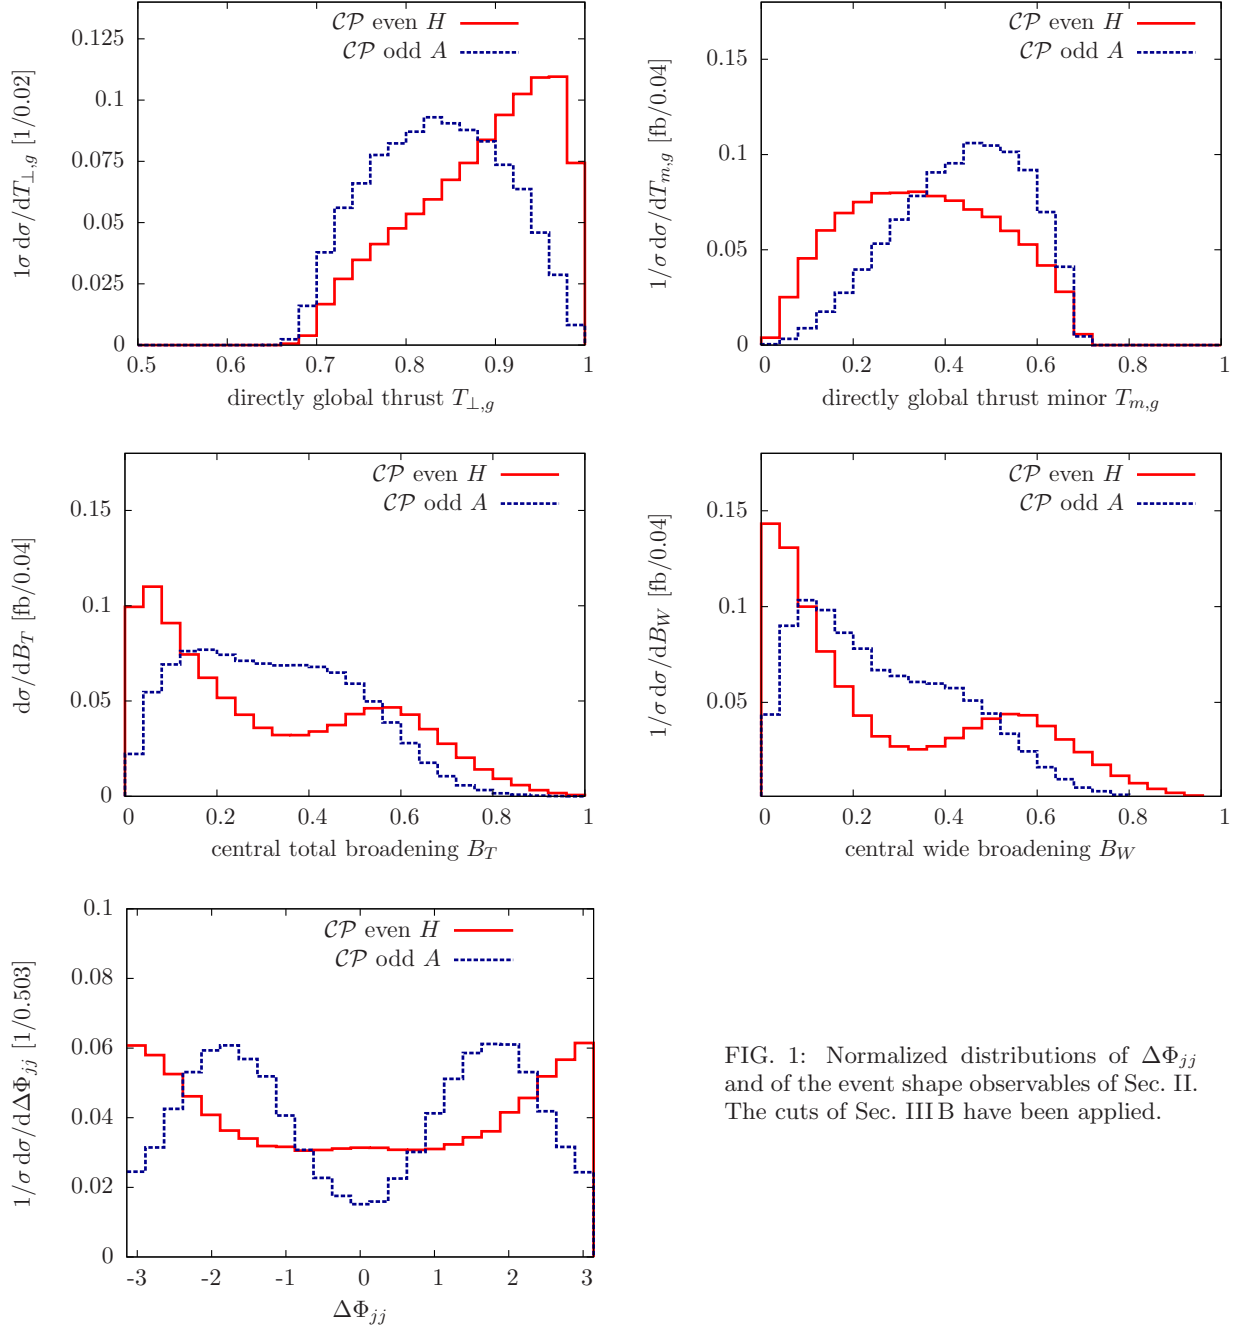 0.125
0.1
0.075
0.05
0.025
0
0.5
0.6
0.7
0.8
0.9
1
1σ dσ/dT⊥,g [1/0.02]
CP even H
CP odd A
directly global thrust T⊥,g
0.15
0.1
0.05
0
0
0.2
0.4
0.6
0.8
1
1/σ dσ/dTm,g [fb/0.04]
CP even H
CP odd A
directly global thrust minor Tm,g
0.15
0.1
0.05
0
0
0.2
0.4
0.6
0.8
1
dσ/dBT [fb/0.04]
CP even H
CP odd A
central total broadening BT
0.15
0.1
0.05
0
0
0.2
0.4
0.6
0.8
1
1/σ dσ/dBW [fb/0.04]
CP even H
CP odd A
central wide broadening BW
0.1
0.08
0.06
0.04
0.02
0
-3
-2
-1
0
1
2
3
1/σ dσ/dΔΦjj [1/0.503]
CP even H
CP odd A
ΔΦjj
FIG. 1: Normalized distributions of ΔΦjj
and of the event shape observables of Sec. II.
The cuts of Sec. III B have been applied.